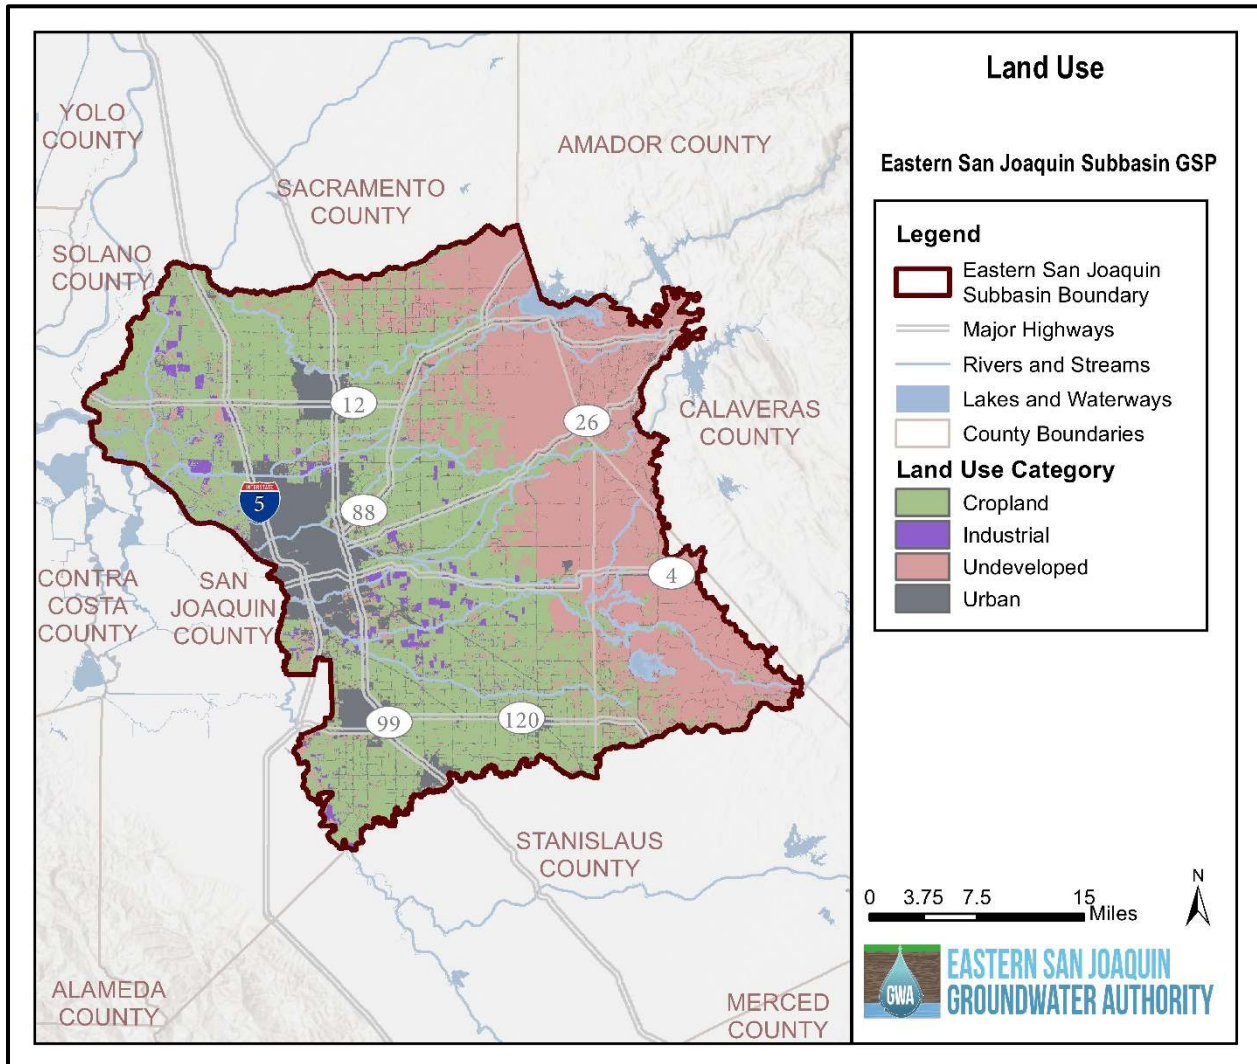 Land Use
Eastern San Joaquin Subbasin GSP
Legend
Eastern San Joaquin
Subbasin Boundary
Major Highways
Rivers and Streams
Lakes and Waterways
County Boundaries
Land Use Category
Cropland
Industrial
Undeveloped
Urban
YOLO
COUNTY
AMADOR COUNTY
SACRAMENTO
COUNTY
SOLANO
COUNTY
12
26
CALAVERAS
COUNTY
INTERSTATE
5
88
4
CONTRA
COSTA
COUNTY
SAN
JOAQUIN
COUNTY
99
120
STANISLAUS
COUNTY
ALAMEDA
COUNTY
MERCED
COUNTY
0 3.75 7.5 15
Miles
N
GWA
EASTERN SAN JOAQUIN
GROUNDWATER AUTHORITY